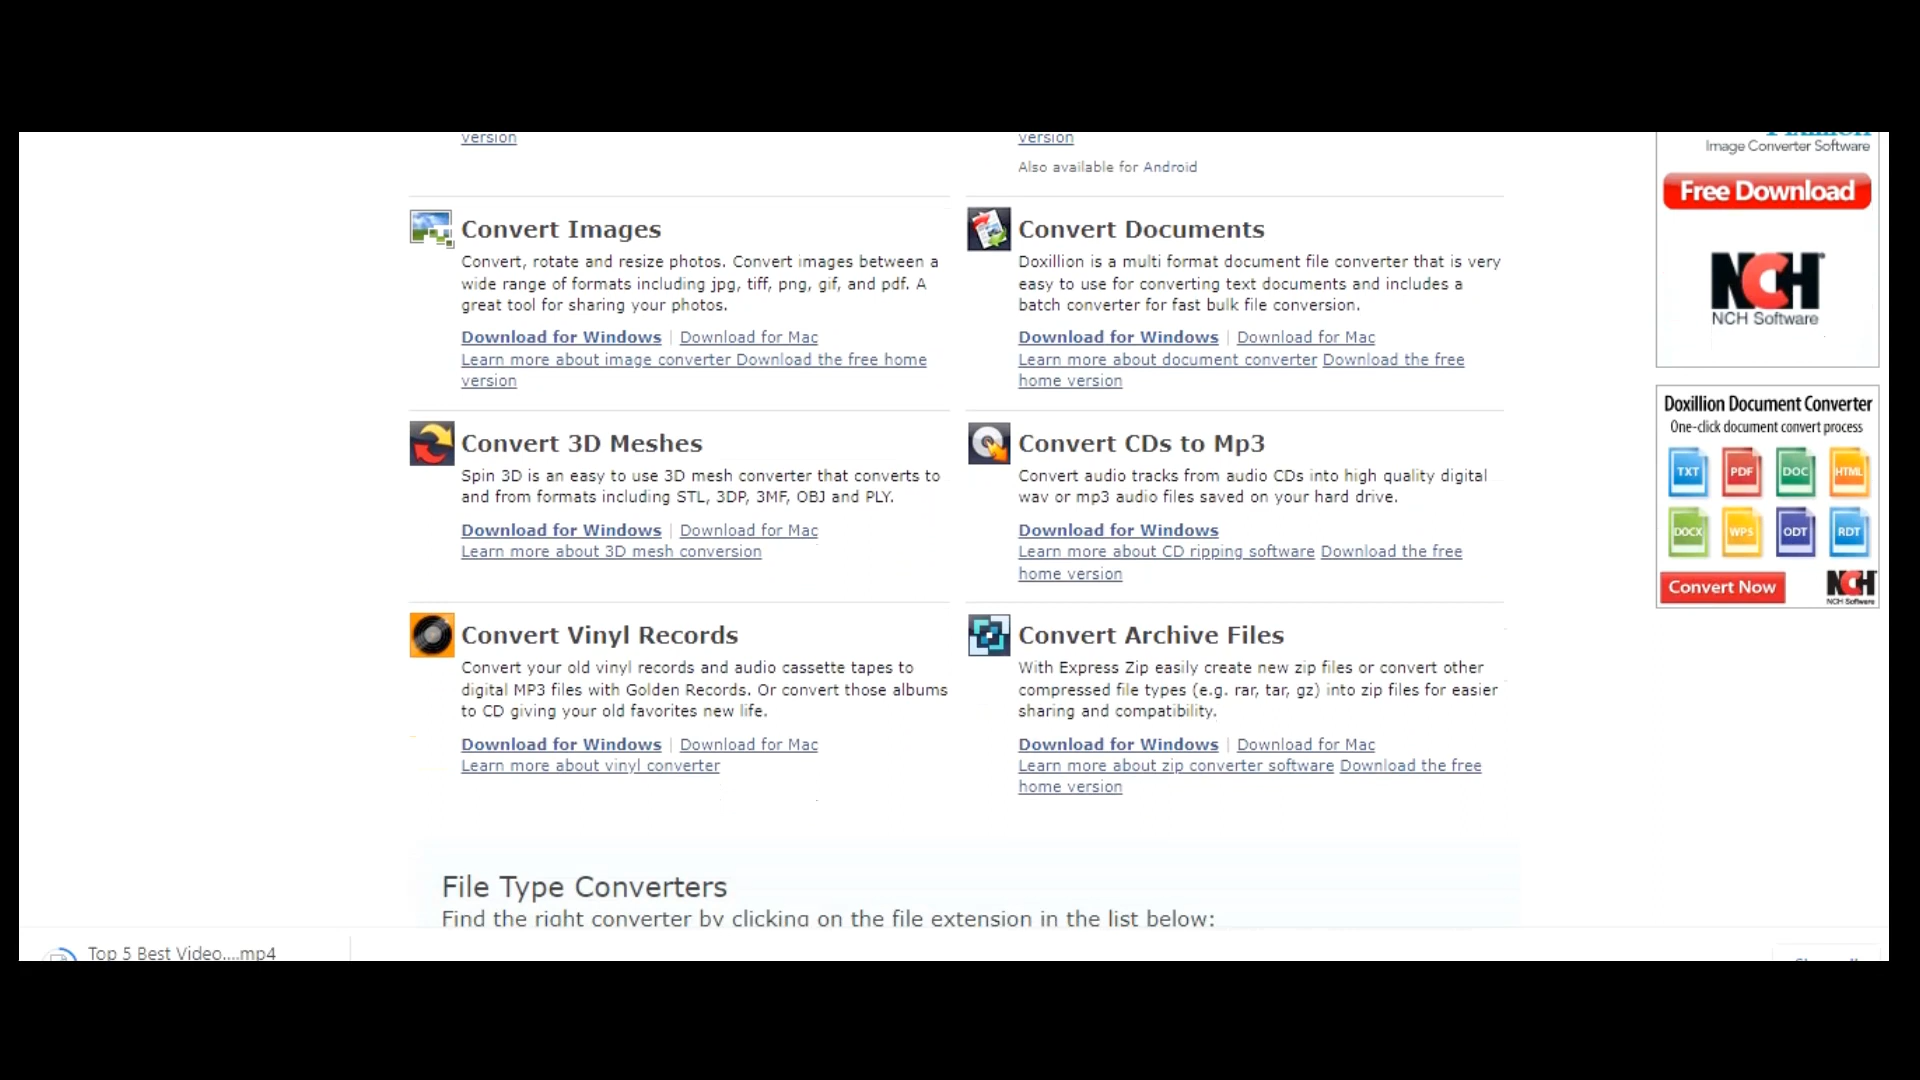 version
version
Also available for Android
Image Converter Software
Free Download
NCH
NCH Software
Convert Images
Convert, rotate and resize photos. Convert images between a
wide range of formats including jpg, tiff, png, gif, and pdf. A
great tool for sharing your photos.
Download for Windows | Download for Mac
Learn more about image converter Download the free home
version
Convert Documents
Doxillion is a multi format document file converter that is very
easy to use for converting text documents and includes a
batch converter for fast bulk file conversion.
Download for Windows | Download for Mac
Learn more about document converter Download the free
home version
Doxillion Document Converter
One-click document convert process
TXT PDF DOC HTML
DOCX WPS ODT RDT
Convert Now
NCH
NCH Software
Convert 3D Meshes
Spin 3D is an easy to use 3D mesh converter that converts to
and from formats including STL, 3DP, 3MF, OBJ and PLY.
Download for Windows | Download for Mac
Learn more about 3D mesh conversion
Convert CDs to Mp3
Convert audio tracks from audio CDs into high quality digital
wav or mp3 audio files saved on your hard drive.
Download for Windows
Learn more about CD ripping software Download the free
home version
Convert Vinyl Records
Convert your old vinyl records and audio cassette tapes to
digital MP3 files with Golden Records. Or convert those albums
to CD giving your old favorites new life.
Download for Windows | Download for Mac
Learn more about vinyl converter
Convert Archive Files
With Express Zip easily create new zip files or convert other
compressed file types (e.g. rar, tar, gz) into zip files for easier
sharing and compatibility.
Download for Windows | Download for Mac
Learn more about zip converter software Download the free
home version
File Type Converters
Find the right converter by clicking on the file extension in the list below:
Top 5 Best Video....mp4